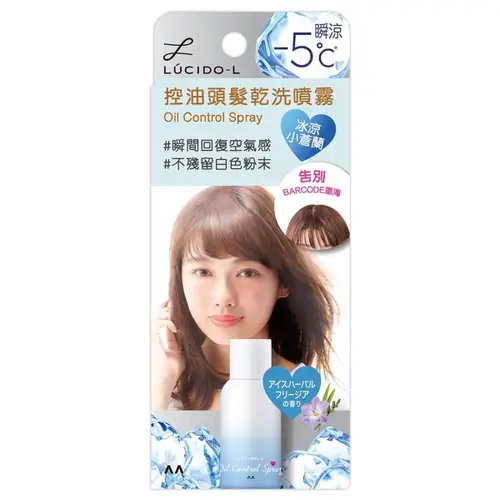 LÚCIDO-L
瞬涼
-5℃
控油頭髮乾洗噴霧
Oil Control Spray
冰涼
小蒼蘭
#瞬間回復空氣感
#不殘留白色粉末
告別
BARCODE瀏海
アイスハーバル
フリージア
の香り
LÚCIDO-L
Oil Control Spray